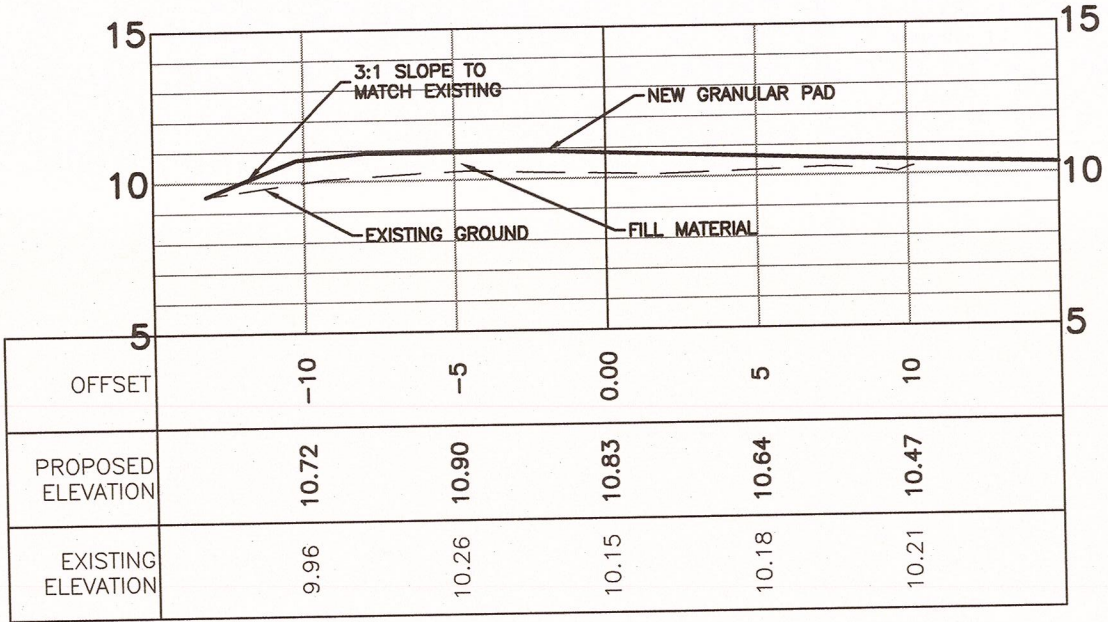 15
15
3:1 SLOPE TO
MATCH EXISTING
NEW GRANULAR PAD
10
10
EXISTING GROUND
FILL MATERIAL
5
5
OFFSET
-10
-5
0.00
5
10
PROPOSED
ELEVATION
10.72
10.90
10.83
10.64
10.47
EXISTING
ELEVATION
9.96
10.26
10.15
10.18
10.21